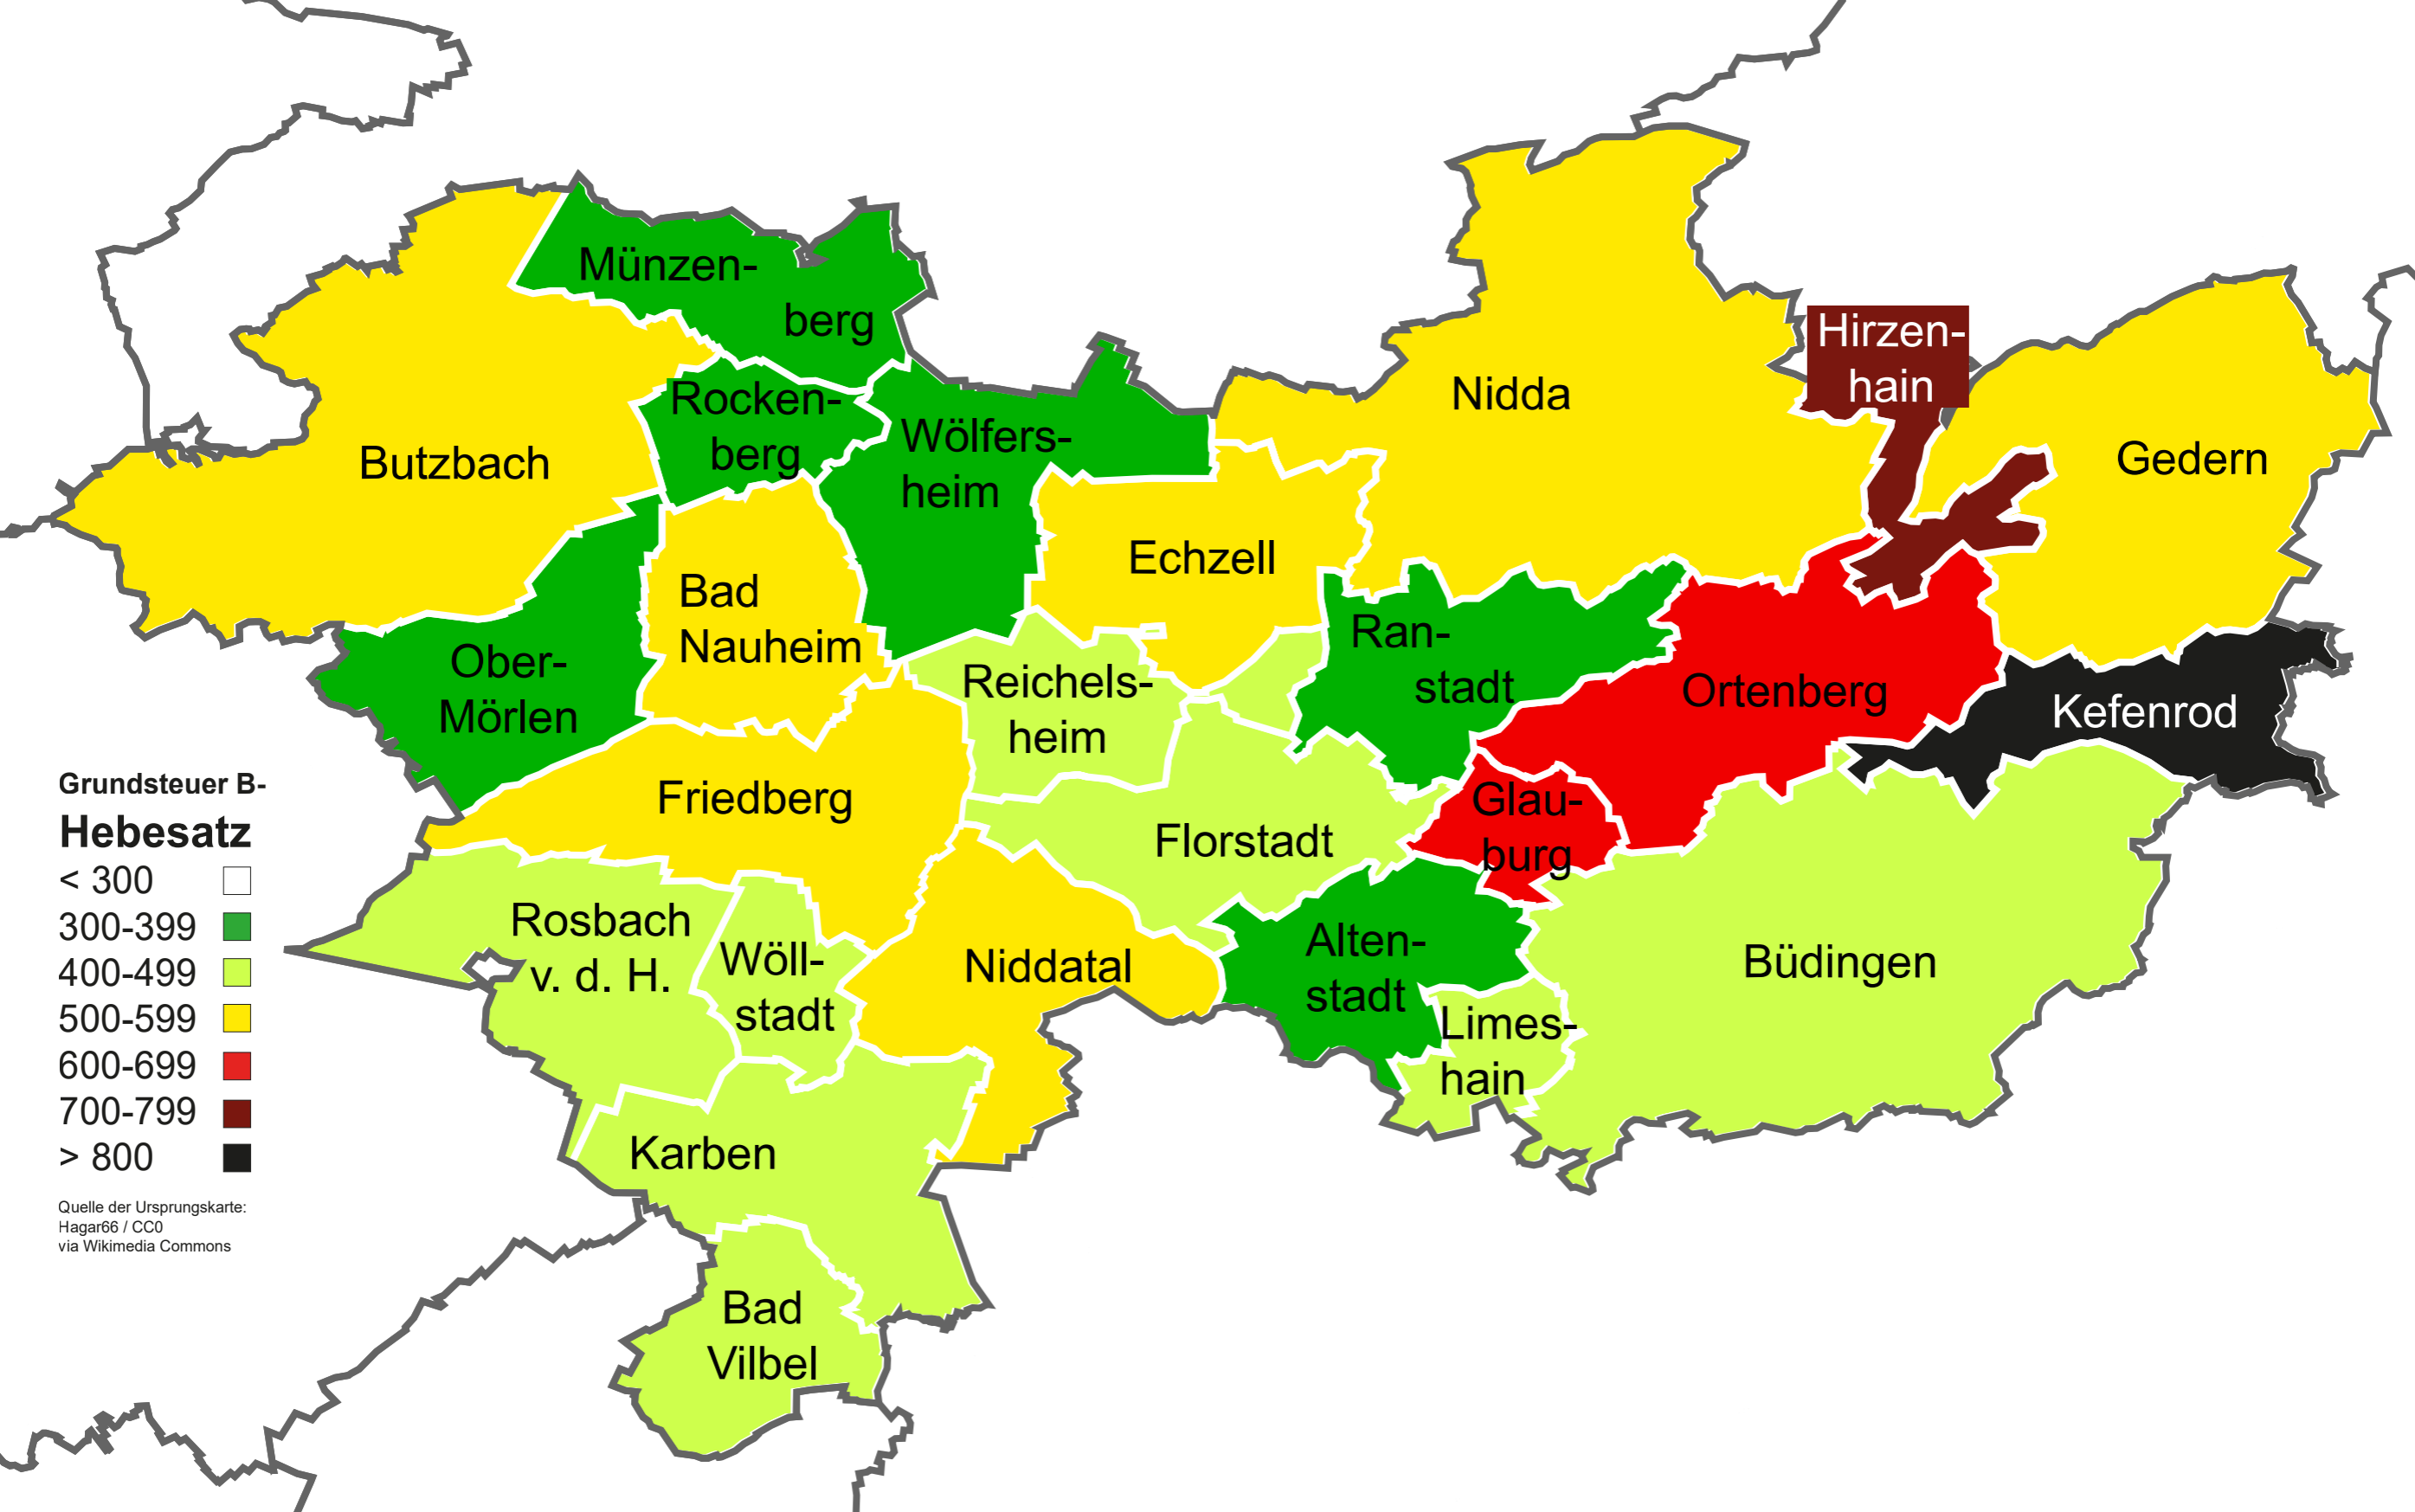 Münzen-
berg
Hirzen-
hain
Rocken-
berg
Wölfers-
heim
Nidda
Butzbach
Gedern
Echzell
Bad
Nauheim
Ober-
Mörlen
Reichels-
heim
Ran-
stadt
Ortenberg
Kefenrod
Friedberg
Florstadt
Glau-
burg
Rosbach
v. d. H.
Wöll-
stadt
Niddatal
Alten-
stadt
Büdingen
Limes-
hain
Karben
Bad
Vilbel
Grundsteuer B-
Hebesatz
< 300
300-399
400-499
500-599
600-699
700-799
> 800
Quelle der Ursprungskarte:
Hagar66 / CC0
via Wikimedia Commons